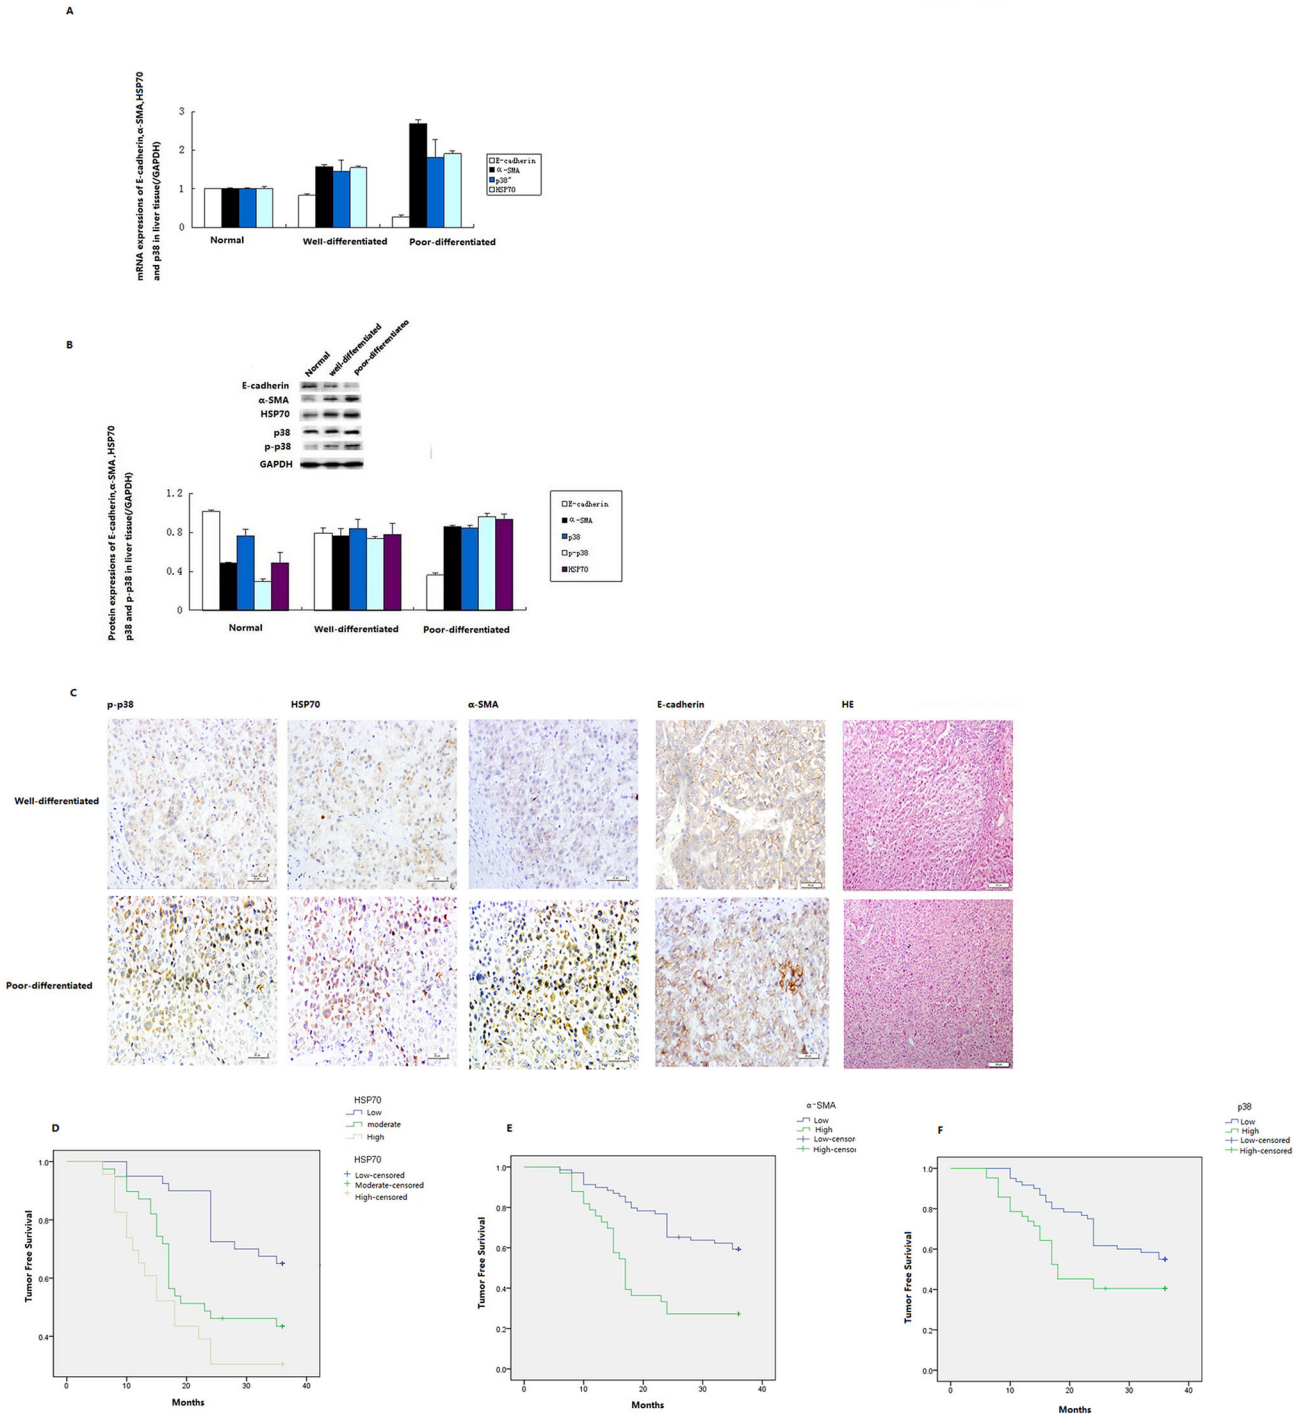 A
mRNA expressions of E-cadherin,α-SMA,HSP70
and p38 in liver tissue(/GAPDH)
3
2
1
0
Normal
Well-differentiated
Poor-differentiated
E-cadherin
α-SMA
p38"
HSP70
B
Normal
well-differentiated
poor-differentiated
E-cadherin
α-SMA
HSP70
p38
p-p38
GAPDH
Protein expressions of E-cadherin,α-SMA,HSP70
p38 and p-p38 in liver tissue(/GAPDH)
1.2
0.8
0.4
0
Normal
Well-differentiated
Poor-differentiated
E-cadherin
α-SMA
p38
p-p38
HSP70
C
p-p38
HSP70
α-SMA
E-cadherin
HE
Well-differentiated
Poor-differentiated
D
HSP70
Low
moderate
High
HSP70
Low-censored
Moderate-censored
High-censored
Tumor Free Surivival
1.0
0.8
0.6
0.4
0
10
20
30
40
Months
E
α-SMA
Low
High
Low-censor
High-censor
Tumor Free Surivival
1.0
0.8
0.6
0.4
0.2
0.0
0
10
20
30
40
Months
F
p38
Low
High
Low-censored
High-censored
Tumor Free Surivival
1.0
0.8
0.6
0.4
0.2
0.0
0
10
20
30
40
Months